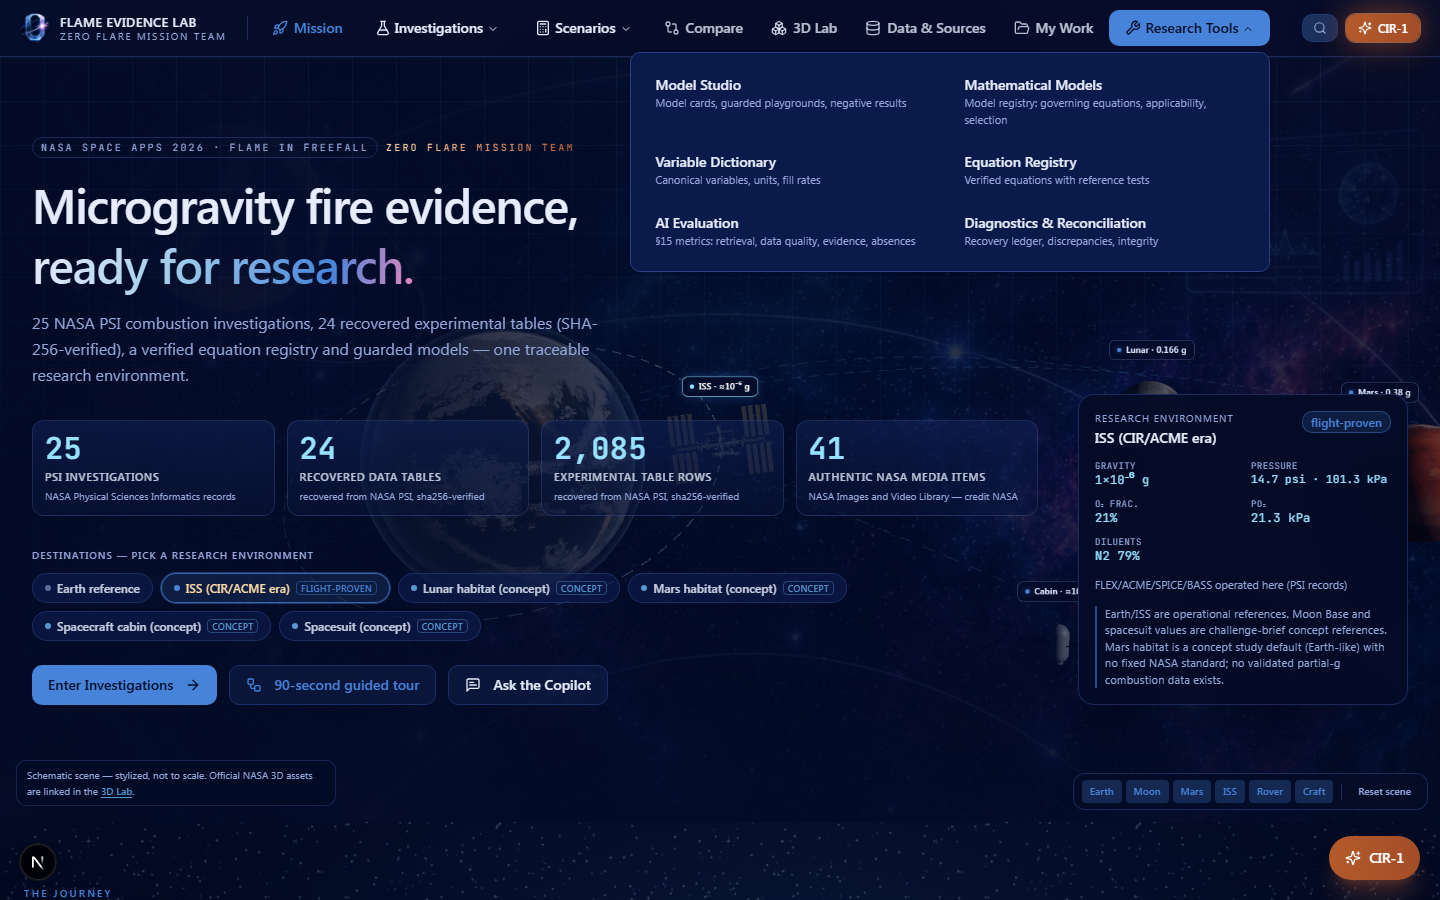 FLAME EVIDENCE LAB
ZERO FLARE MISSION TEAM
Mission
Investigations
Scenarios
Compare
3D Lab
Data & Sources
My Work
Research Tools
CIR-1
Model Studio
Model cards, guarded playgrounds, negative results
Mathematical Models
Model registry: governing equations, applicability,
selection
Variable Dictionary
Canonical variables, units, fill rates
Equation Registry
Verified equations with reference tests
AI Evaluation
§15 metrics: retrieval, data quality, evidence, absences
Diagnostics & Reconciliation
Recovery ledger, discrepancies, integrity
NASA SPACE APPS 2026 · FLAME IN FREEFALL
ZERO FLARE MISSION TEAM
Microgravity fire evidence,
ready for research.
25 NASA PSI combustion investigations, 24 recovered experimental tables (SHA-
256-verified), a verified equation registry and guarded models — one traceable
research environment.
ISS · ≈10⁻⁶ g
Lunar · 0.166 g
Mars · 0.38 g
25
PSI INVESTIGATIONS
NASA Physical Sciences Informatics records
24
RECOVERED DATA TABLES
recovered from NASA PSI, sha256-verified
2,085
EXPERIMENTAL TABLE ROWS
recovered from NASA PSI, sha256-verified
41
AUTHENTIC NASA MEDIA ITEMS
NASA Images and Video Library — credit NASA
RESEARCH ENVIRONMENT
flight-proven
ISS (CIR/ACME era)
GRAVITY
1×10⁻⁶ g
PRESSURE
14.7 psi · 101.3 kPa
O₂ FRAC.
21%
PO₂
21.3 kPa
DILUENTS
N2 79%
FLEX/ACME/SPICE/BASS operated here (PSI records)
Earth/ISS are operational references. Moon Base and
spacesuit values are challenge-brief concept references.
Mars habitat is a concept study default (Earth-like) with
no fixed NASA standard; no validated partial-g
combustion data exists.
DESTINATIONS — PICK A RESEARCH ENVIRONMENT
Earth reference
ISS (CIR/ACME era) FLIGHT-PROVEN
Lunar habitat (concept) CONCEPT
Mars habitat (concept) CONCEPT
Cabin · ≈10
Spacecraft cabin (concept) CONCEPT
Spacesuit (concept) CONCEPT
Enter Investigations
90-second guided tour
Ask the Copilot
Schematic scene — stylized, not to scale. Official NASA 3D assets
are linked in the 3D Lab.
Earth
Moon
Mars
ISS
Rover
Craft
Reset scene
N
CIR-1
THE JOURNEY